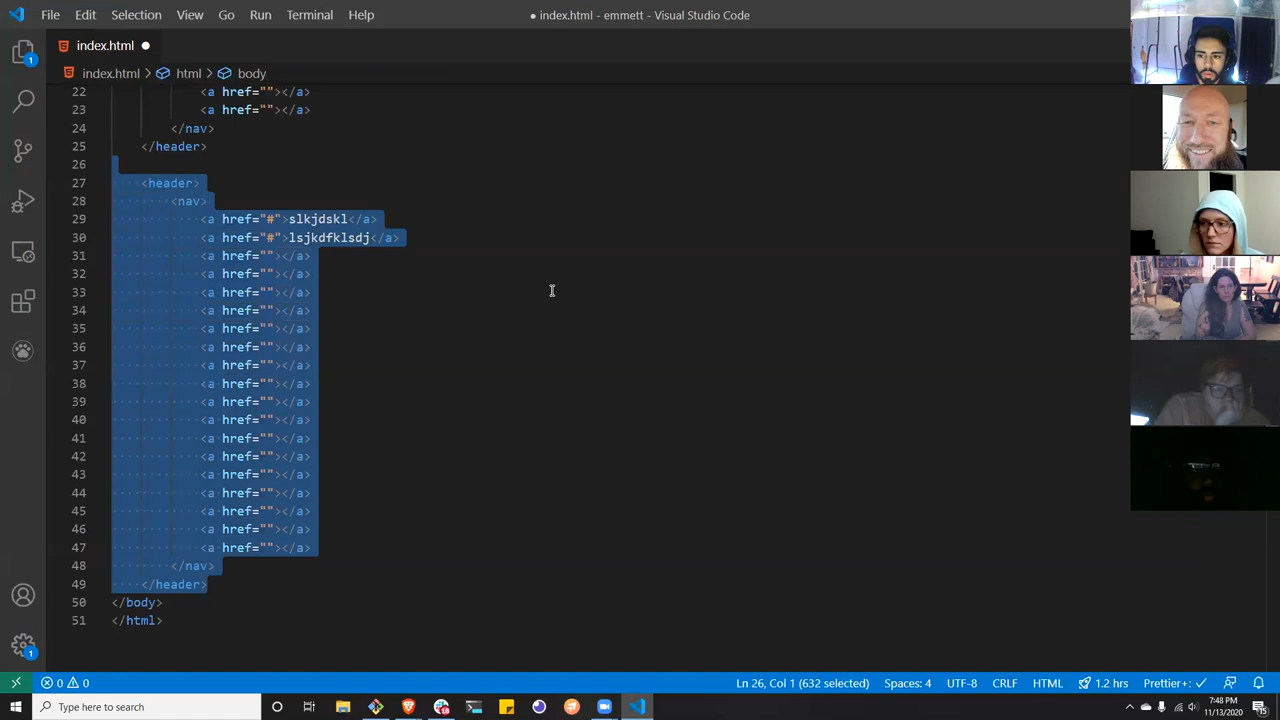 File Edit Selection View Go Run Terminal Help
● index.html - emmett - Visual Studio Code
index.html ●
index.html > html > body
22 <a href=""></a>
23 <a href=""></a>
24 </nav>
25 </header>
26
27 <header>
28 <nav>
29 <a href="#">slkjdskl</a>
30 <a href="#">lsjkdfklsdj</a>
31 <a href=""></a>
32 <a href=""></a>
33 <a href=""></a>
34 <a href=""></a>
35 <a href=""></a>
36 <a href=""></a>
37 <a href=""></a>
38 <a href=""></a>
39 <a href=""></a>
40 <a href=""></a>
41 <a href=""></a>
42 <a href=""></a>
43 <a href=""></a>
44 <a href=""></a>
45 <a href=""></a>
46 <a href=""></a>
47 <a href=""></a>
48 </nav>
49 </header>
50 </body>
51 </html>
1
1
0 0 Ln 26, Col 1 (632 selected) Spaces: 4 UTF-8 CRLF HTML 1.2 hrs Prettier+: ✓
Type here to search
7:48 PM
11/13/2020
15